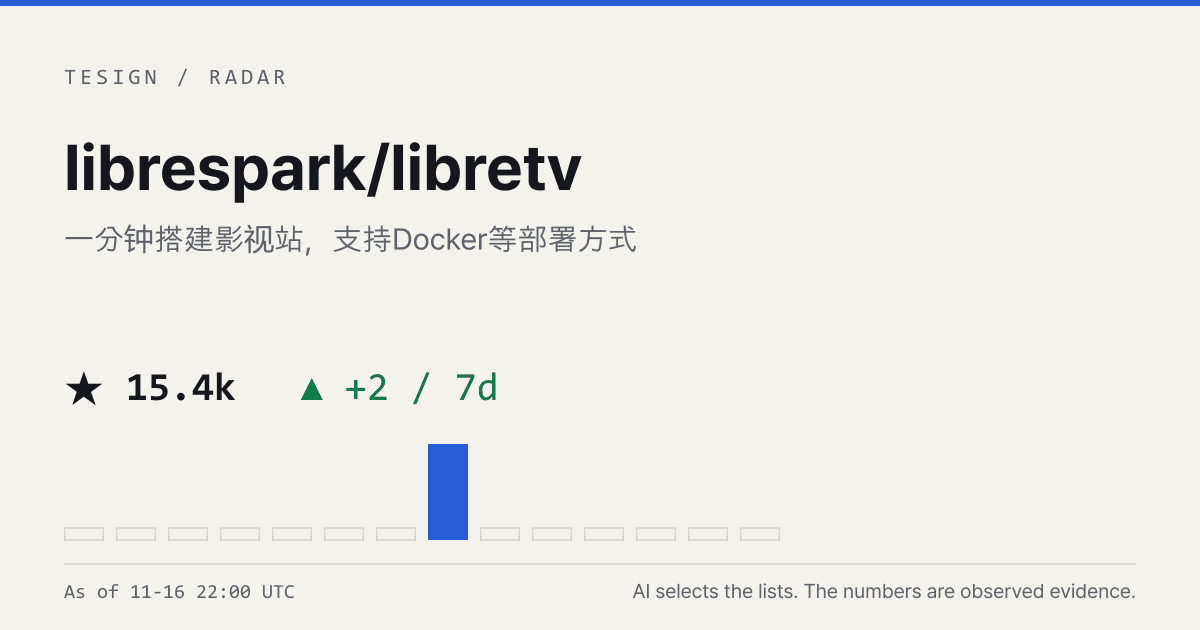 TESIGN / RADAR
librespark/libretv
一分钟搭建影视站，支持Docker等部署方式
★ 15.4k ▲ +2 / 7d
As of 11-16 22:00 UTC
AI selects the lists. The numbers are observed evidence.